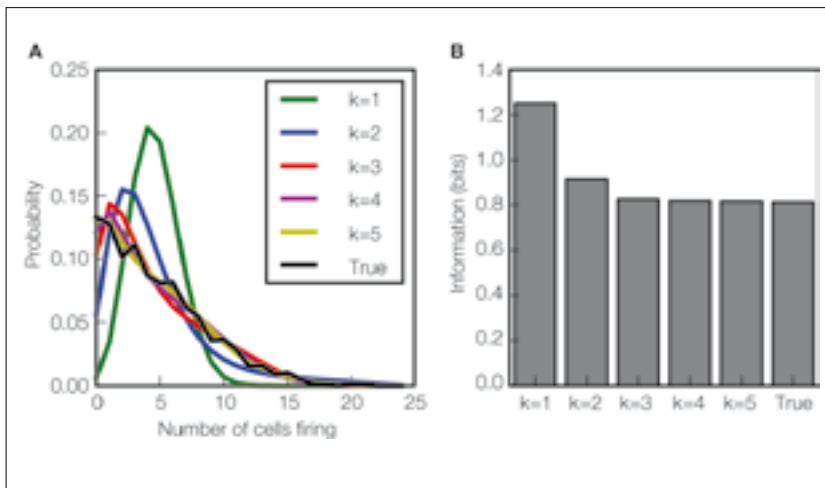 A
0.25
0.20
0.15
0.10
0.05
0.00
Probability
k=1
k=2
k=3
k=4
k=5
True
0
5
10
15
20
25
Number of cells firing
B
1.4
1.2
1.0
0.8
0.6
0.4
0.2
0.0
Information (bits)
k=1 k=2 k=3 k=4 k=5 True